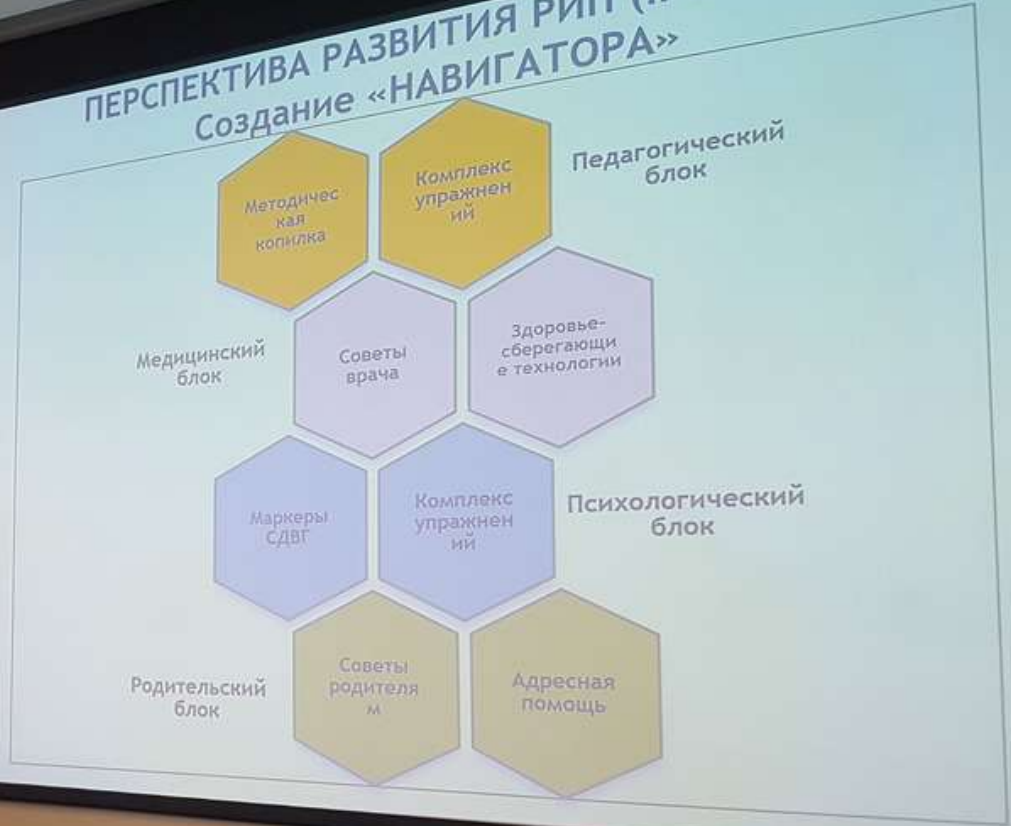 ПЕРСПЕКТИВА РАЗВИТИЯ РИП
Создание «НАВИГАТОРА»
Методичес
кая
копилка
Комплекс
упражнен
ий
Педагогический
блок
Медицинский
блок
Советы
врача
Здоровье-
сберегающи
е технологии
Маркеры
СДВГ
Комплекс
упражнен
ий
Психологический
блок
Родительский
блок
Советы
родителя
м
Адресная
помощь